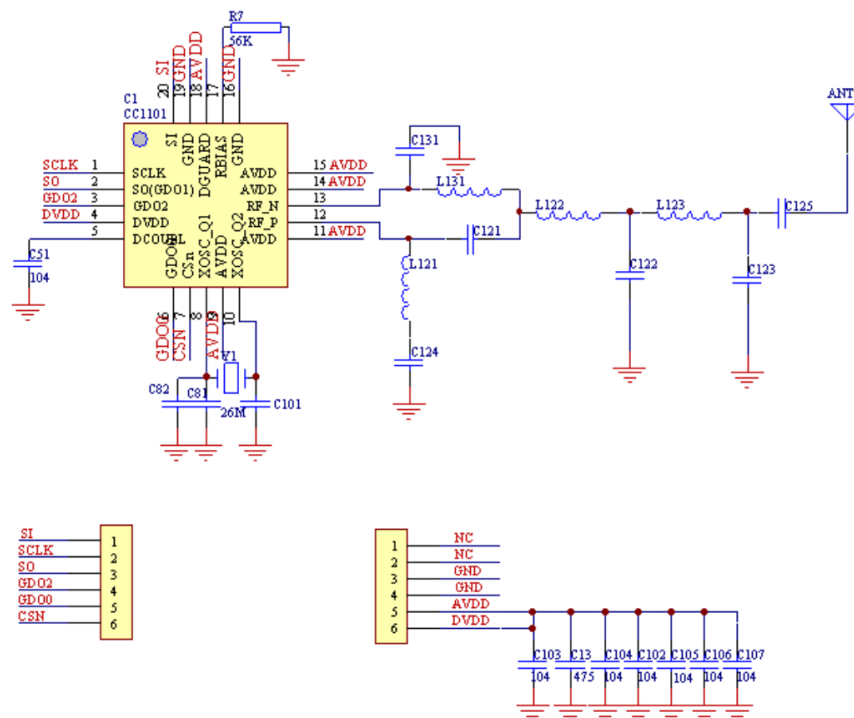 R7
56K
SI
GND
AVDD
GND
20
19
18
17
16
C1
CC1101
SI
GND
DGUARD
RBIAS
GND
SCLK 1 SCLK AVDD 15 AVDD
SO 2 SO(GDO1) AVDD 14 AVDD
GDO2 3 GDO2 RF_N 13
DVDD 4 DVDD RF_P 12
5 DCOUPL AVDD 11 AVDD
GDO0
CSn
XOSC_Q1
AVDD
XOSC_Q2
6
7
8
9
10
GDO0
CSN
AVDD
C51
104
Y1
26M
C82
C81
C101
C131
L131
C121
L121
C124
L122
C122
L123
C123
C125
ANT
SI 1
SCLK 2
SO 3
GDO2 4
GDO0 5
CSN 6
1 NC
2 NC
3 GND
4 GND
5 AVDD
6 DVDD
C103 C13 C104 C102 C105 C106 C107
104 475 104 104 104 104 104